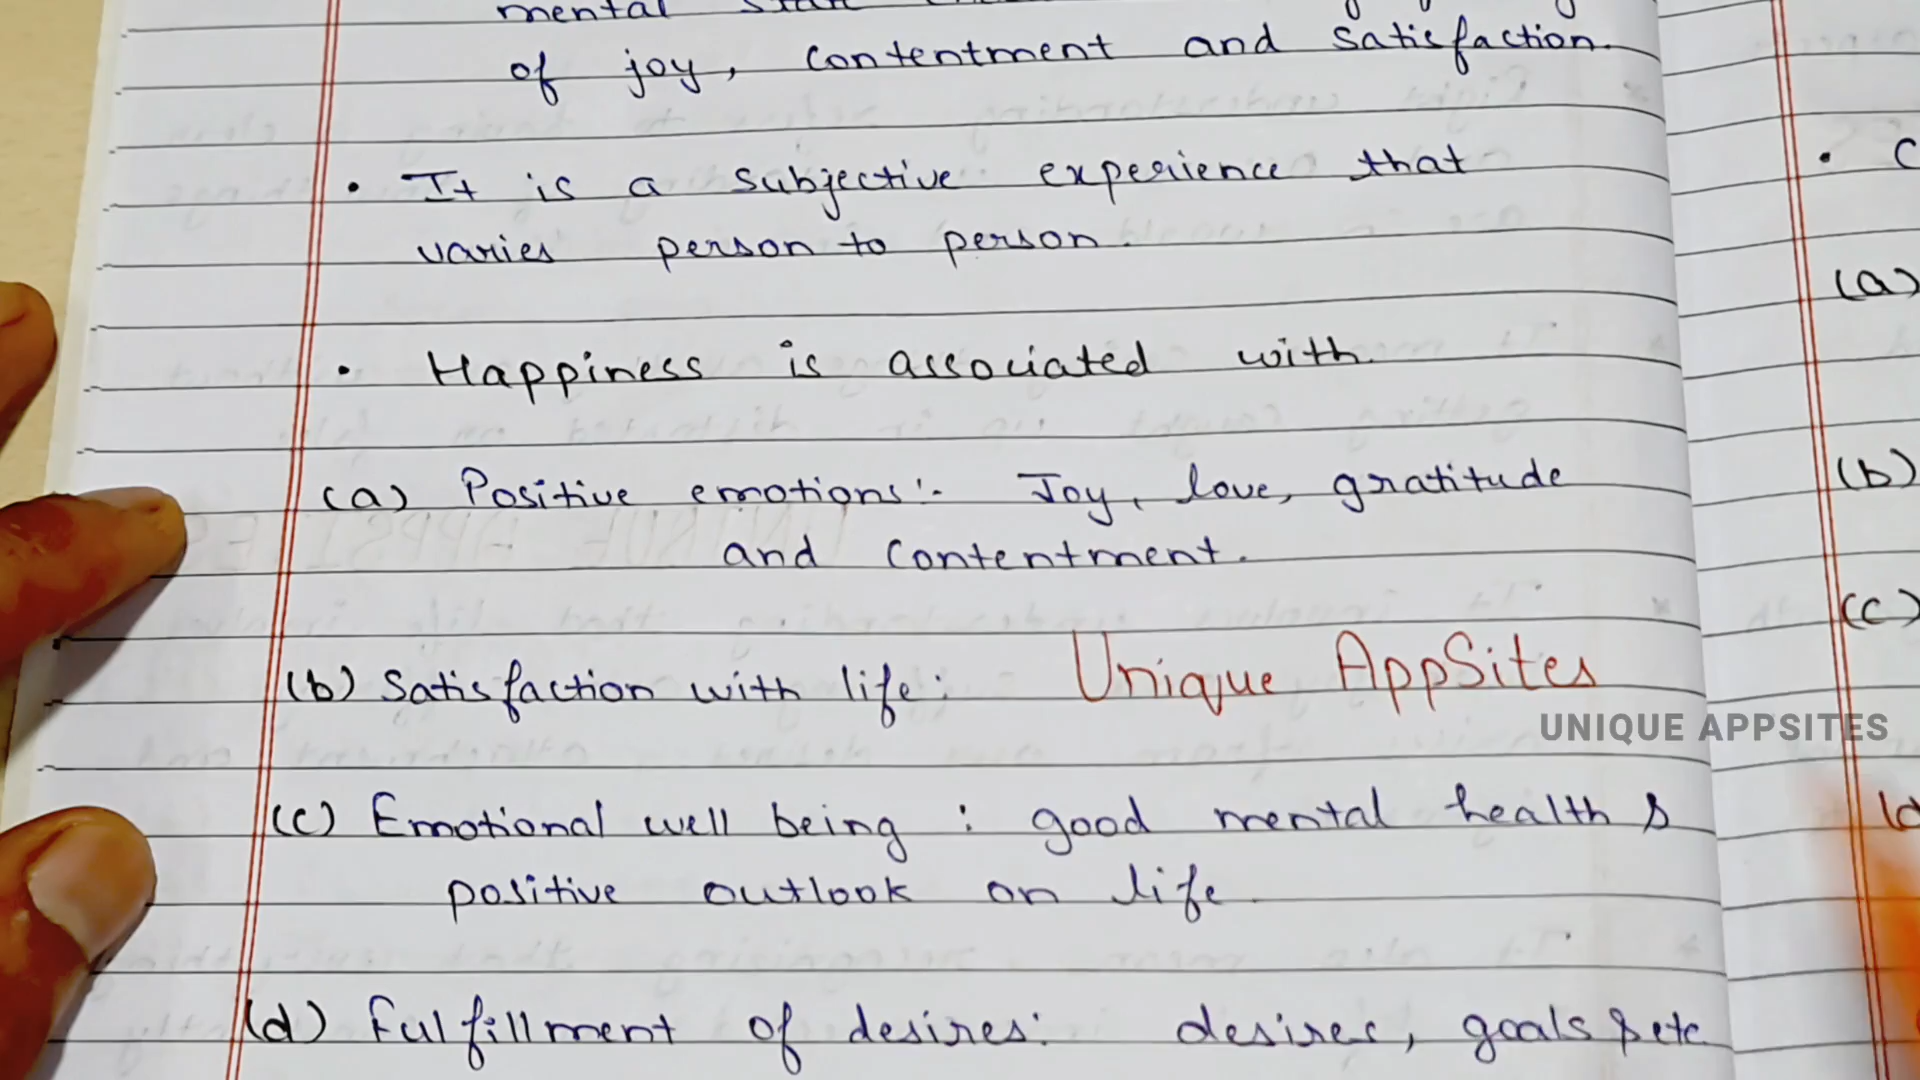 mental
of joy, contentment and satisfaction.
• It is a subjective experience that
varies person to person.
• Happiness is associated with.
(a) Positive emotions:- Joy, love, gratitude
and contentment.
(b) Satisfaction with life: Unique AppSites
UNIQUE APPSITES
(c) Emotional well being : good mental health &
positive outlook on life
(d) fulfillment of desires: desires, goals & etc
• C
(a)
(b)
(c)